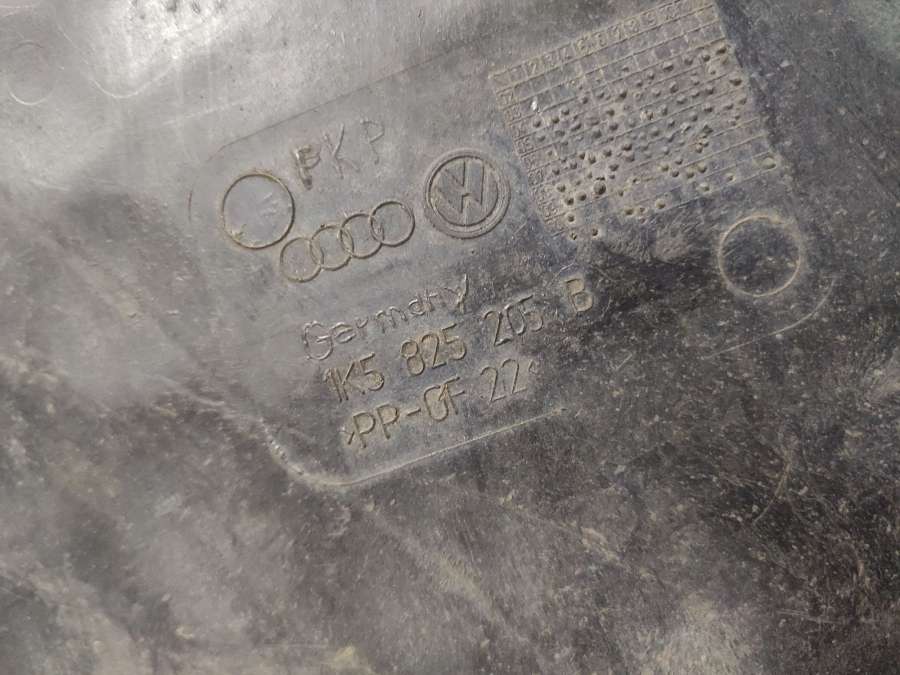 PKP
Germany
1K5 825 205 B
>PP-GF 22<